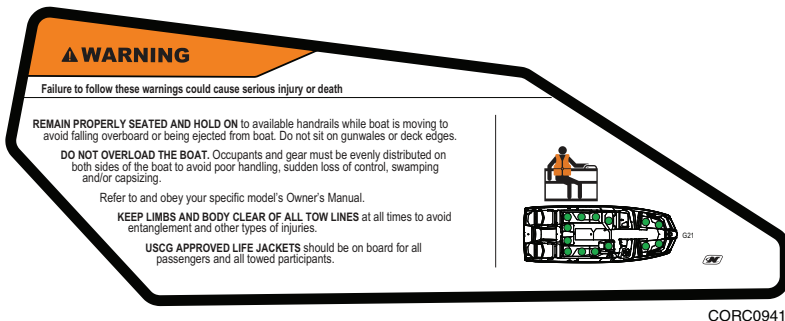 WARNING
Failure to follow these warnings could cause serious injury or death
REMAIN PROPERLY SEATED AND HOLD ON to available handrails while boat is moving to
avoid falling overboard or being ejected from boat. Do not sit on gunwales or deck edges.
DO NOT OVERLOAD THE BOAT. Occupants and gear must be evenly distributed on
both sides of the boat to avoid poor handling, sudden loss of control, swamping
and/or capsizing.
Refer to and obey your specific model's Owner's Manual.
KEEP LIMBS AND BODY CLEAR OF ALL TOW LINES at all times to avoid
entanglement and other types of injuries.
USCG APPROVED LIFE JACKETS should be on board for all
passengers and all towed participants.
G21
CORC0941